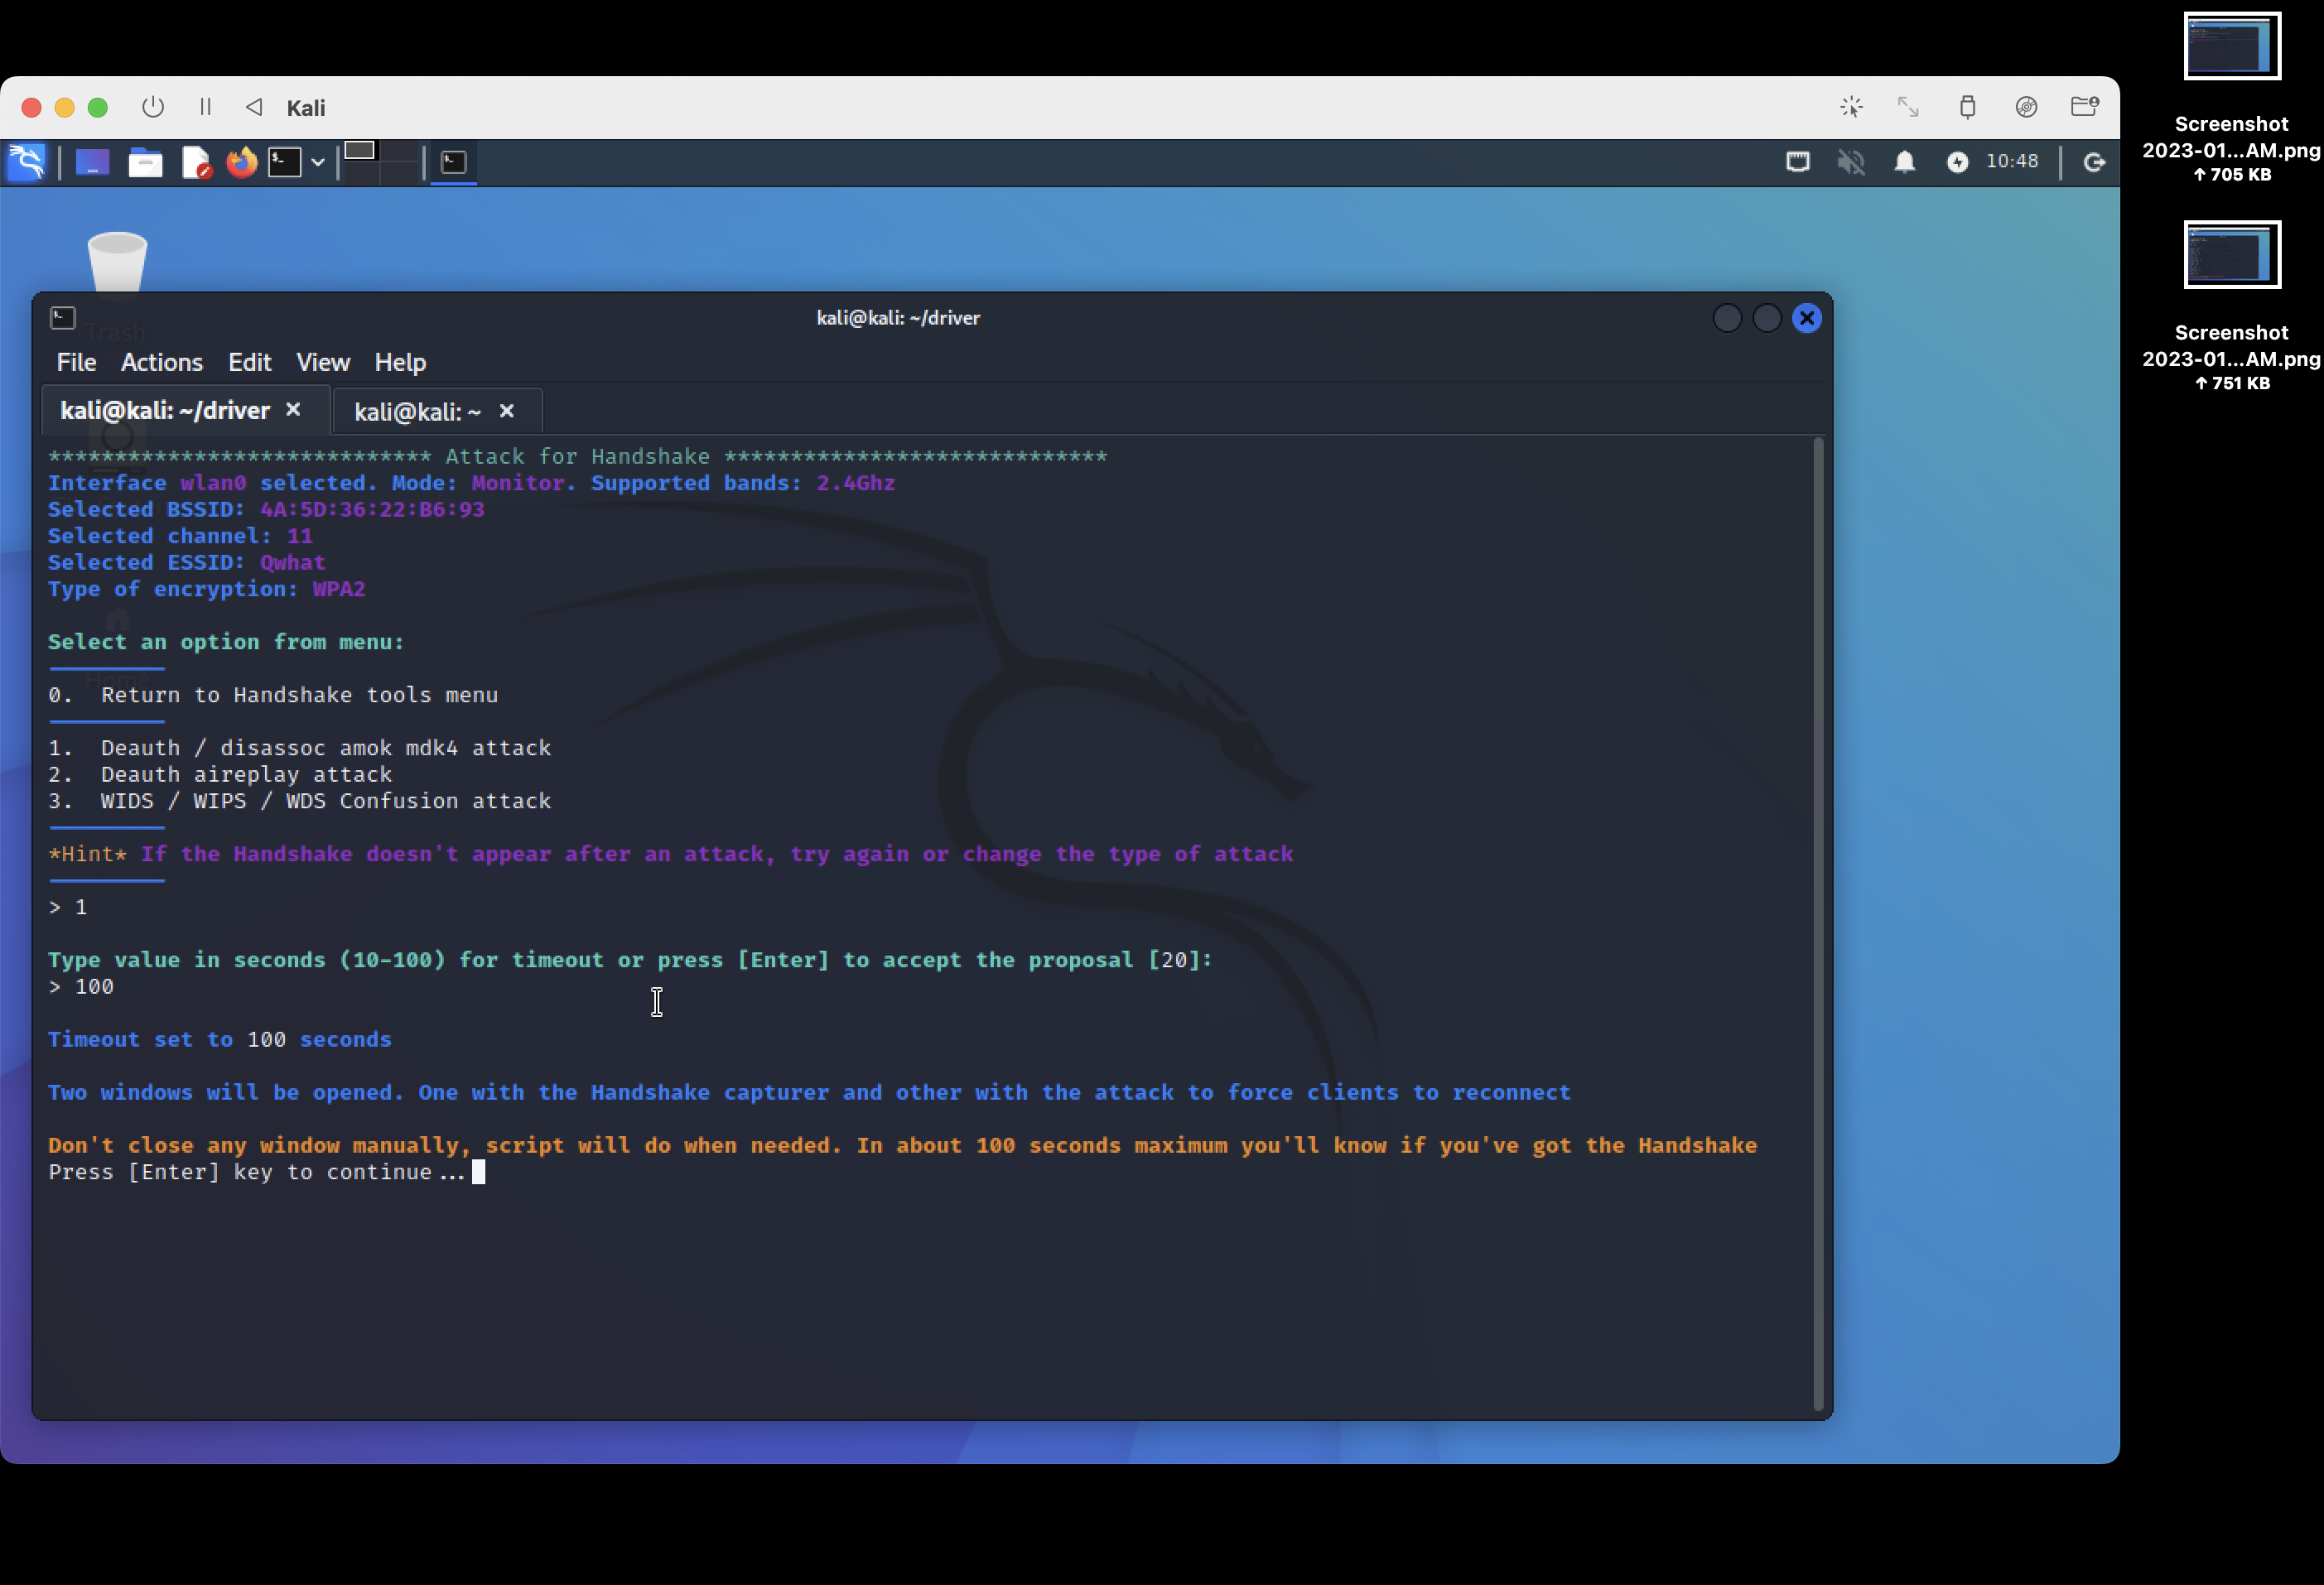 Kali
10:48
Screenshot
2023-01...AM.png
↑ 705 KB
Screenshot
2023-01...AM.png
↑ 751 KB
Trash
kali@kali: ~/driver
File Actions Edit View Help
kali@kali: ~/driver × kali@kali: ~ ×
***************************** Attack for Handshake *****************************
Interface wlan0 selected. Mode: Monitor. Supported bands: 2.4Ghz
Selected BSSID: 4A:5D:36:22:B6:93
Selected channel: 11
Selected ESSID: Qwhat
Type of encryption: WPA2
Select an option from menu:
Home
0. Return to Handshake tools menu
1. Deauth / disassoc amok mdk4 attack
2. Deauth aireplay attack
3. WIDS / WIPS / WDS Confusion attack
*Hint* If the Handshake doesn't appear after an attack, try again or change the type of attack
> 1
Type value in seconds (10-100) for timeout or press [Enter] to accept the proposal [20]:
> 100
Timeout set to 100 seconds
Two windows will be opened. One with the Handshake capturer and other with the attack to force clients to reconnect
Don't close any window manually, script will do when needed. In about 100 seconds maximum you'll know if you've got the Handshake
Press [Enter] key to continue...